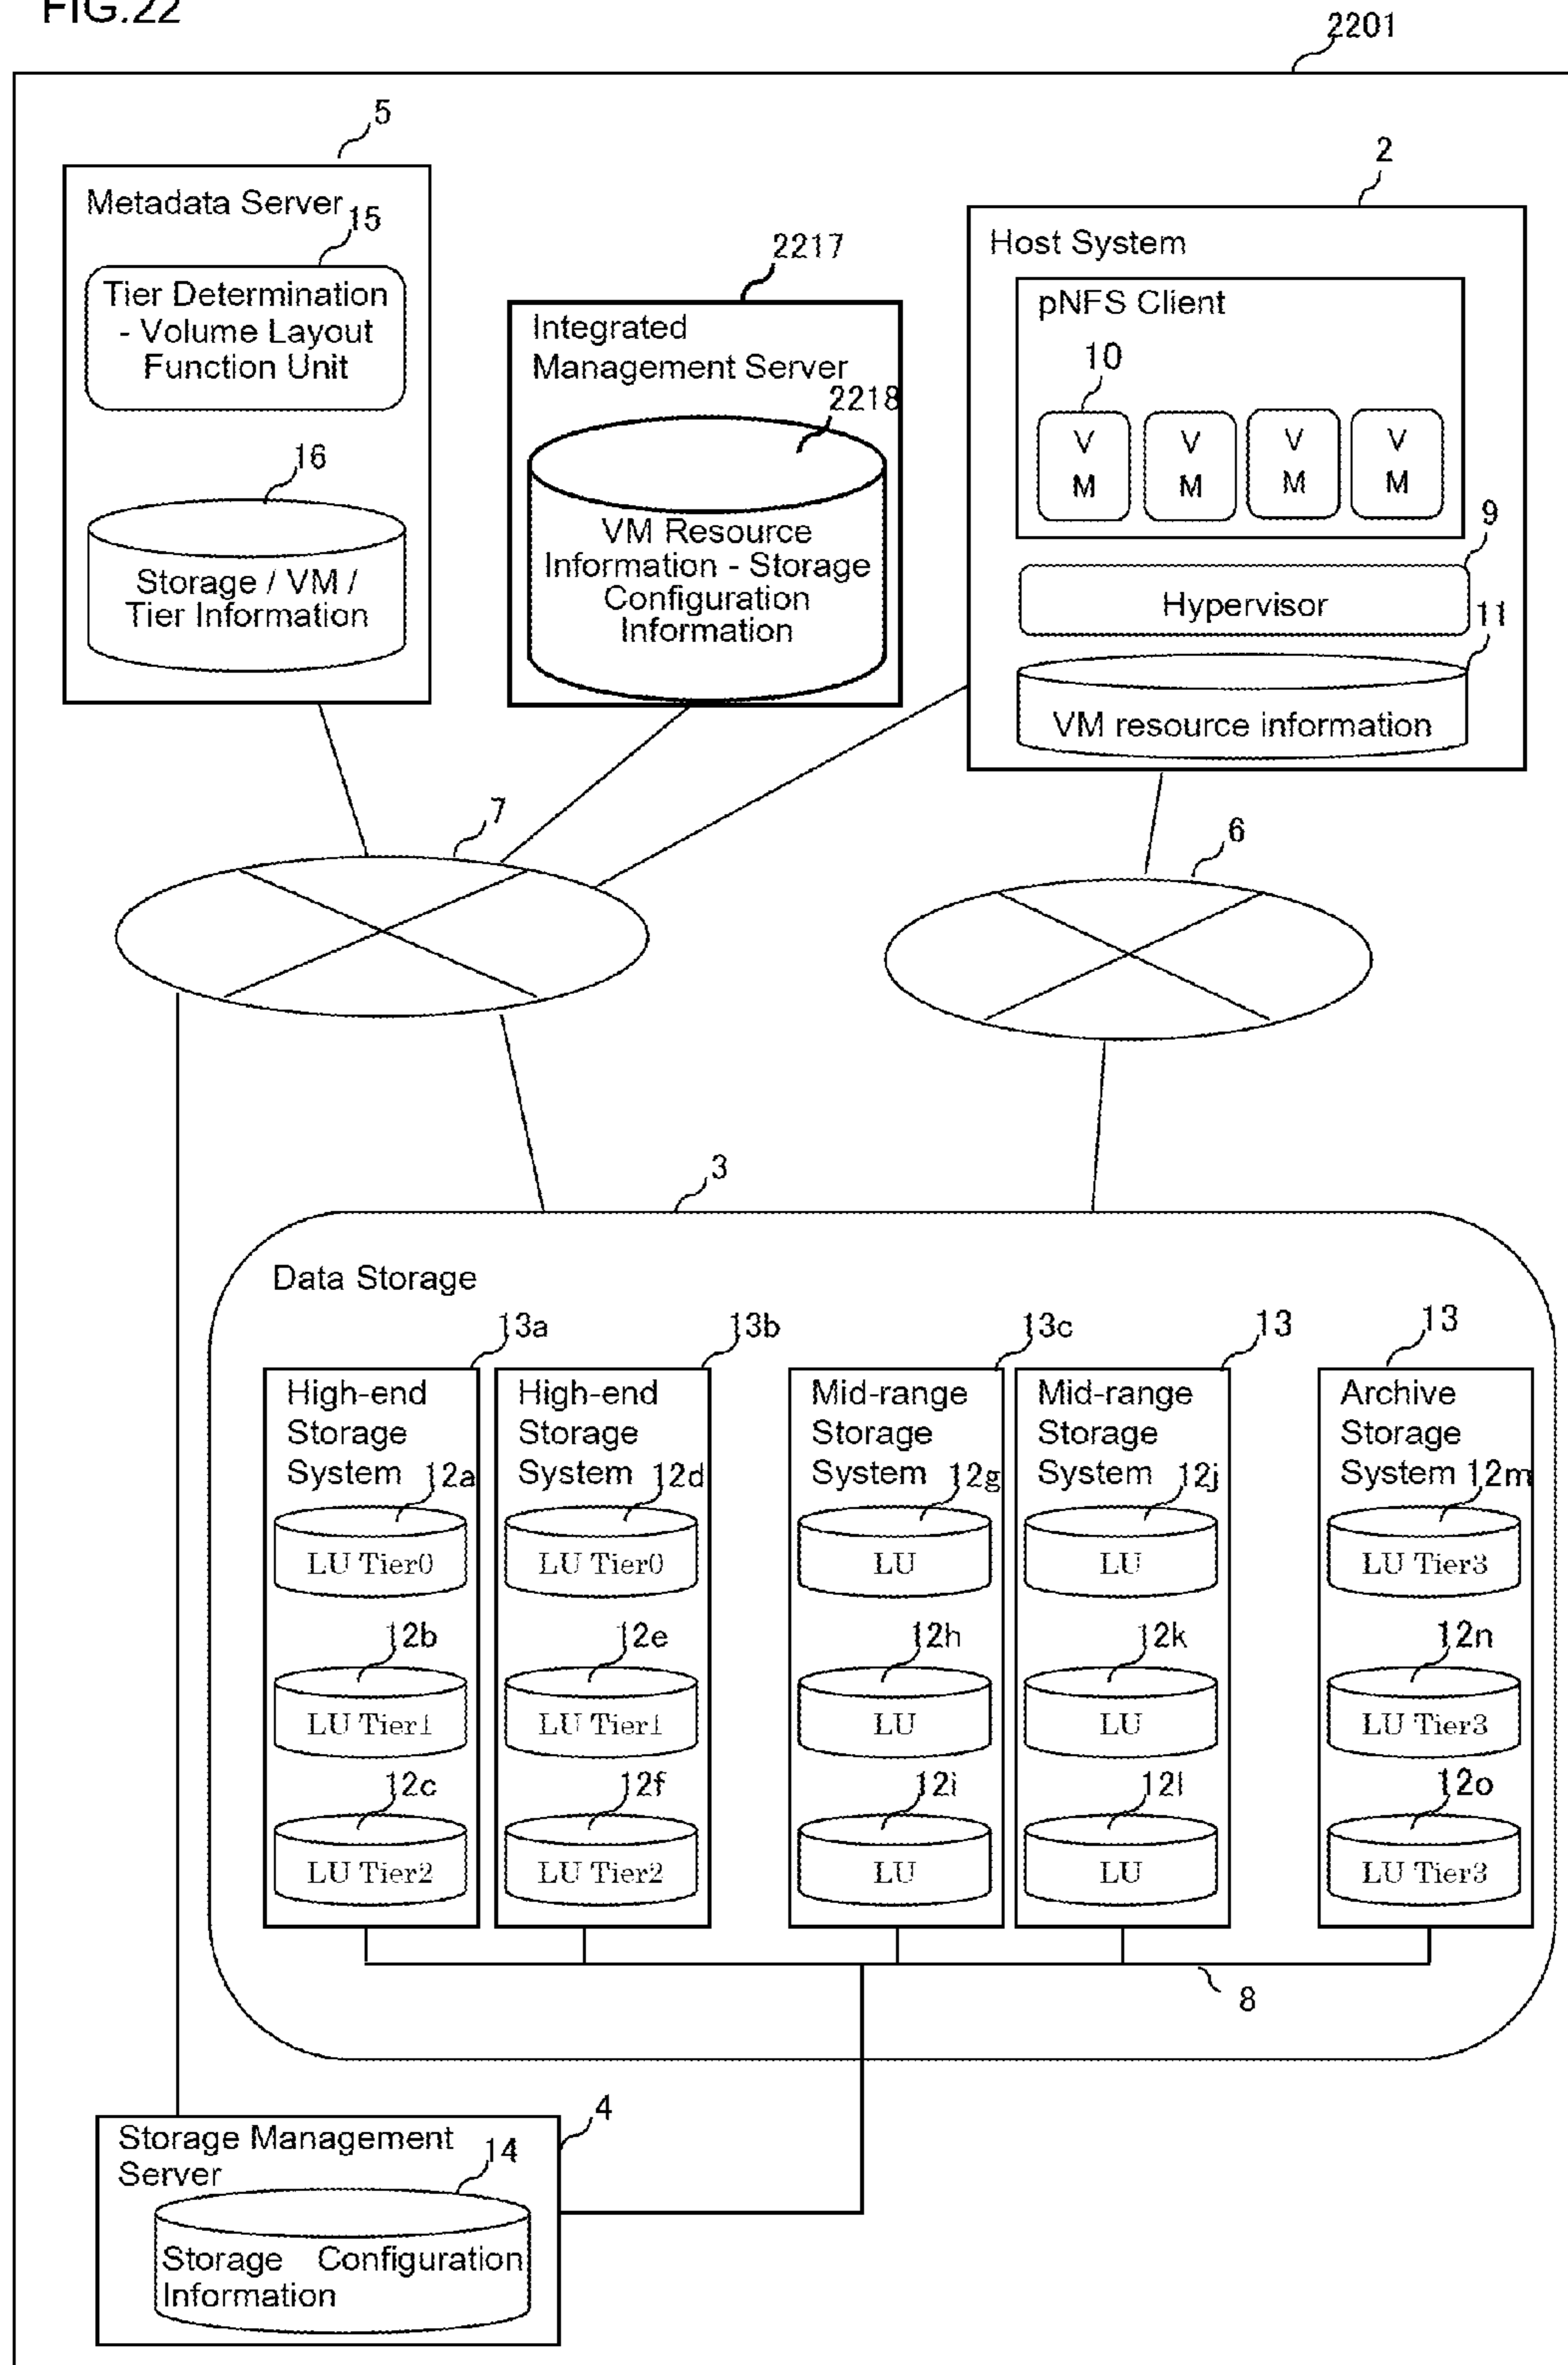 FIG.22
2201
5
Metadata Server
15
Tier Determination
- Volume Layout
Function Unit
16
Storage / VM /
Tier Information
2217
Integrated
Management Server
2218
VM Resource
Information - Storage
Configuration
Information
2
Host System
pNFS Client
10
V
M
V
M
V
M
V
M
9
Hypervisor
11
VM resource information
7
6
3
Data Storage
13a
High-end
Storage
System
12a
LU Tier0
12b
LU Tier1
12c
LU Tier2
13b
High-end
Storage
System
12d
LU Tier0
12e
LU Tier1
12f
LU Tier2
13c
Mid-range
Storage
System
12g
LU
12h
LU
12i
LU
13
Mid-range
Storage
System
12j
LU
12k
LU
12l
LU
13
Archive
Storage
System
12m
LU Tier3
12n
LU Tier3
12o
LU Tier3
8
4
Storage Management
Server
14
Storage Configuration
Information